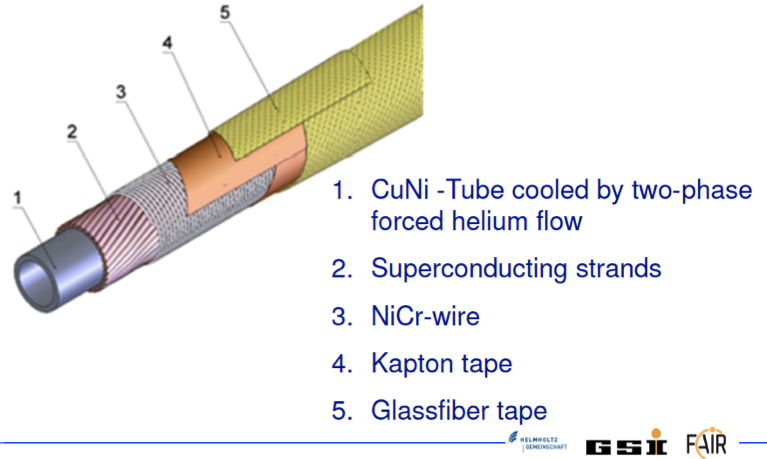 5
4
3
2
1
1. CuNi -Tube cooled by two-phase
forced helium flow
2. Superconducting strands
3. NiCr-wire
4. Kapton tape
5. Glassfiber tape
HELMHOLTZ
GEMEINSCHAFT
GSI
FAIR